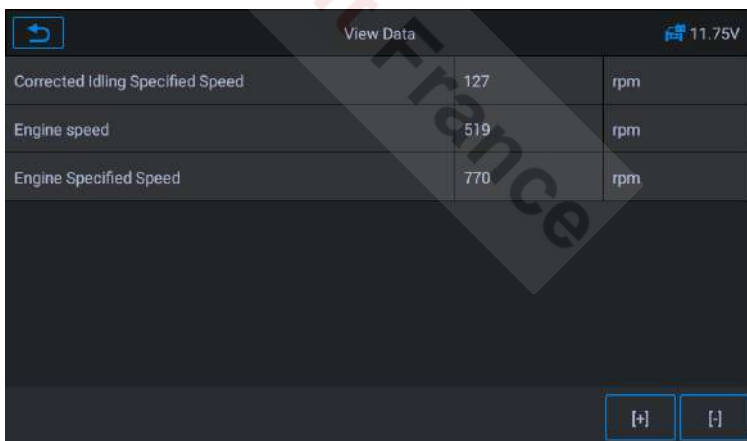 View Data 11.75V
Corrected Idling Specified Speed 127 rpm
Engine speed 519 rpm
Engine Specified Speed 770 rpm
France
[+] [-]